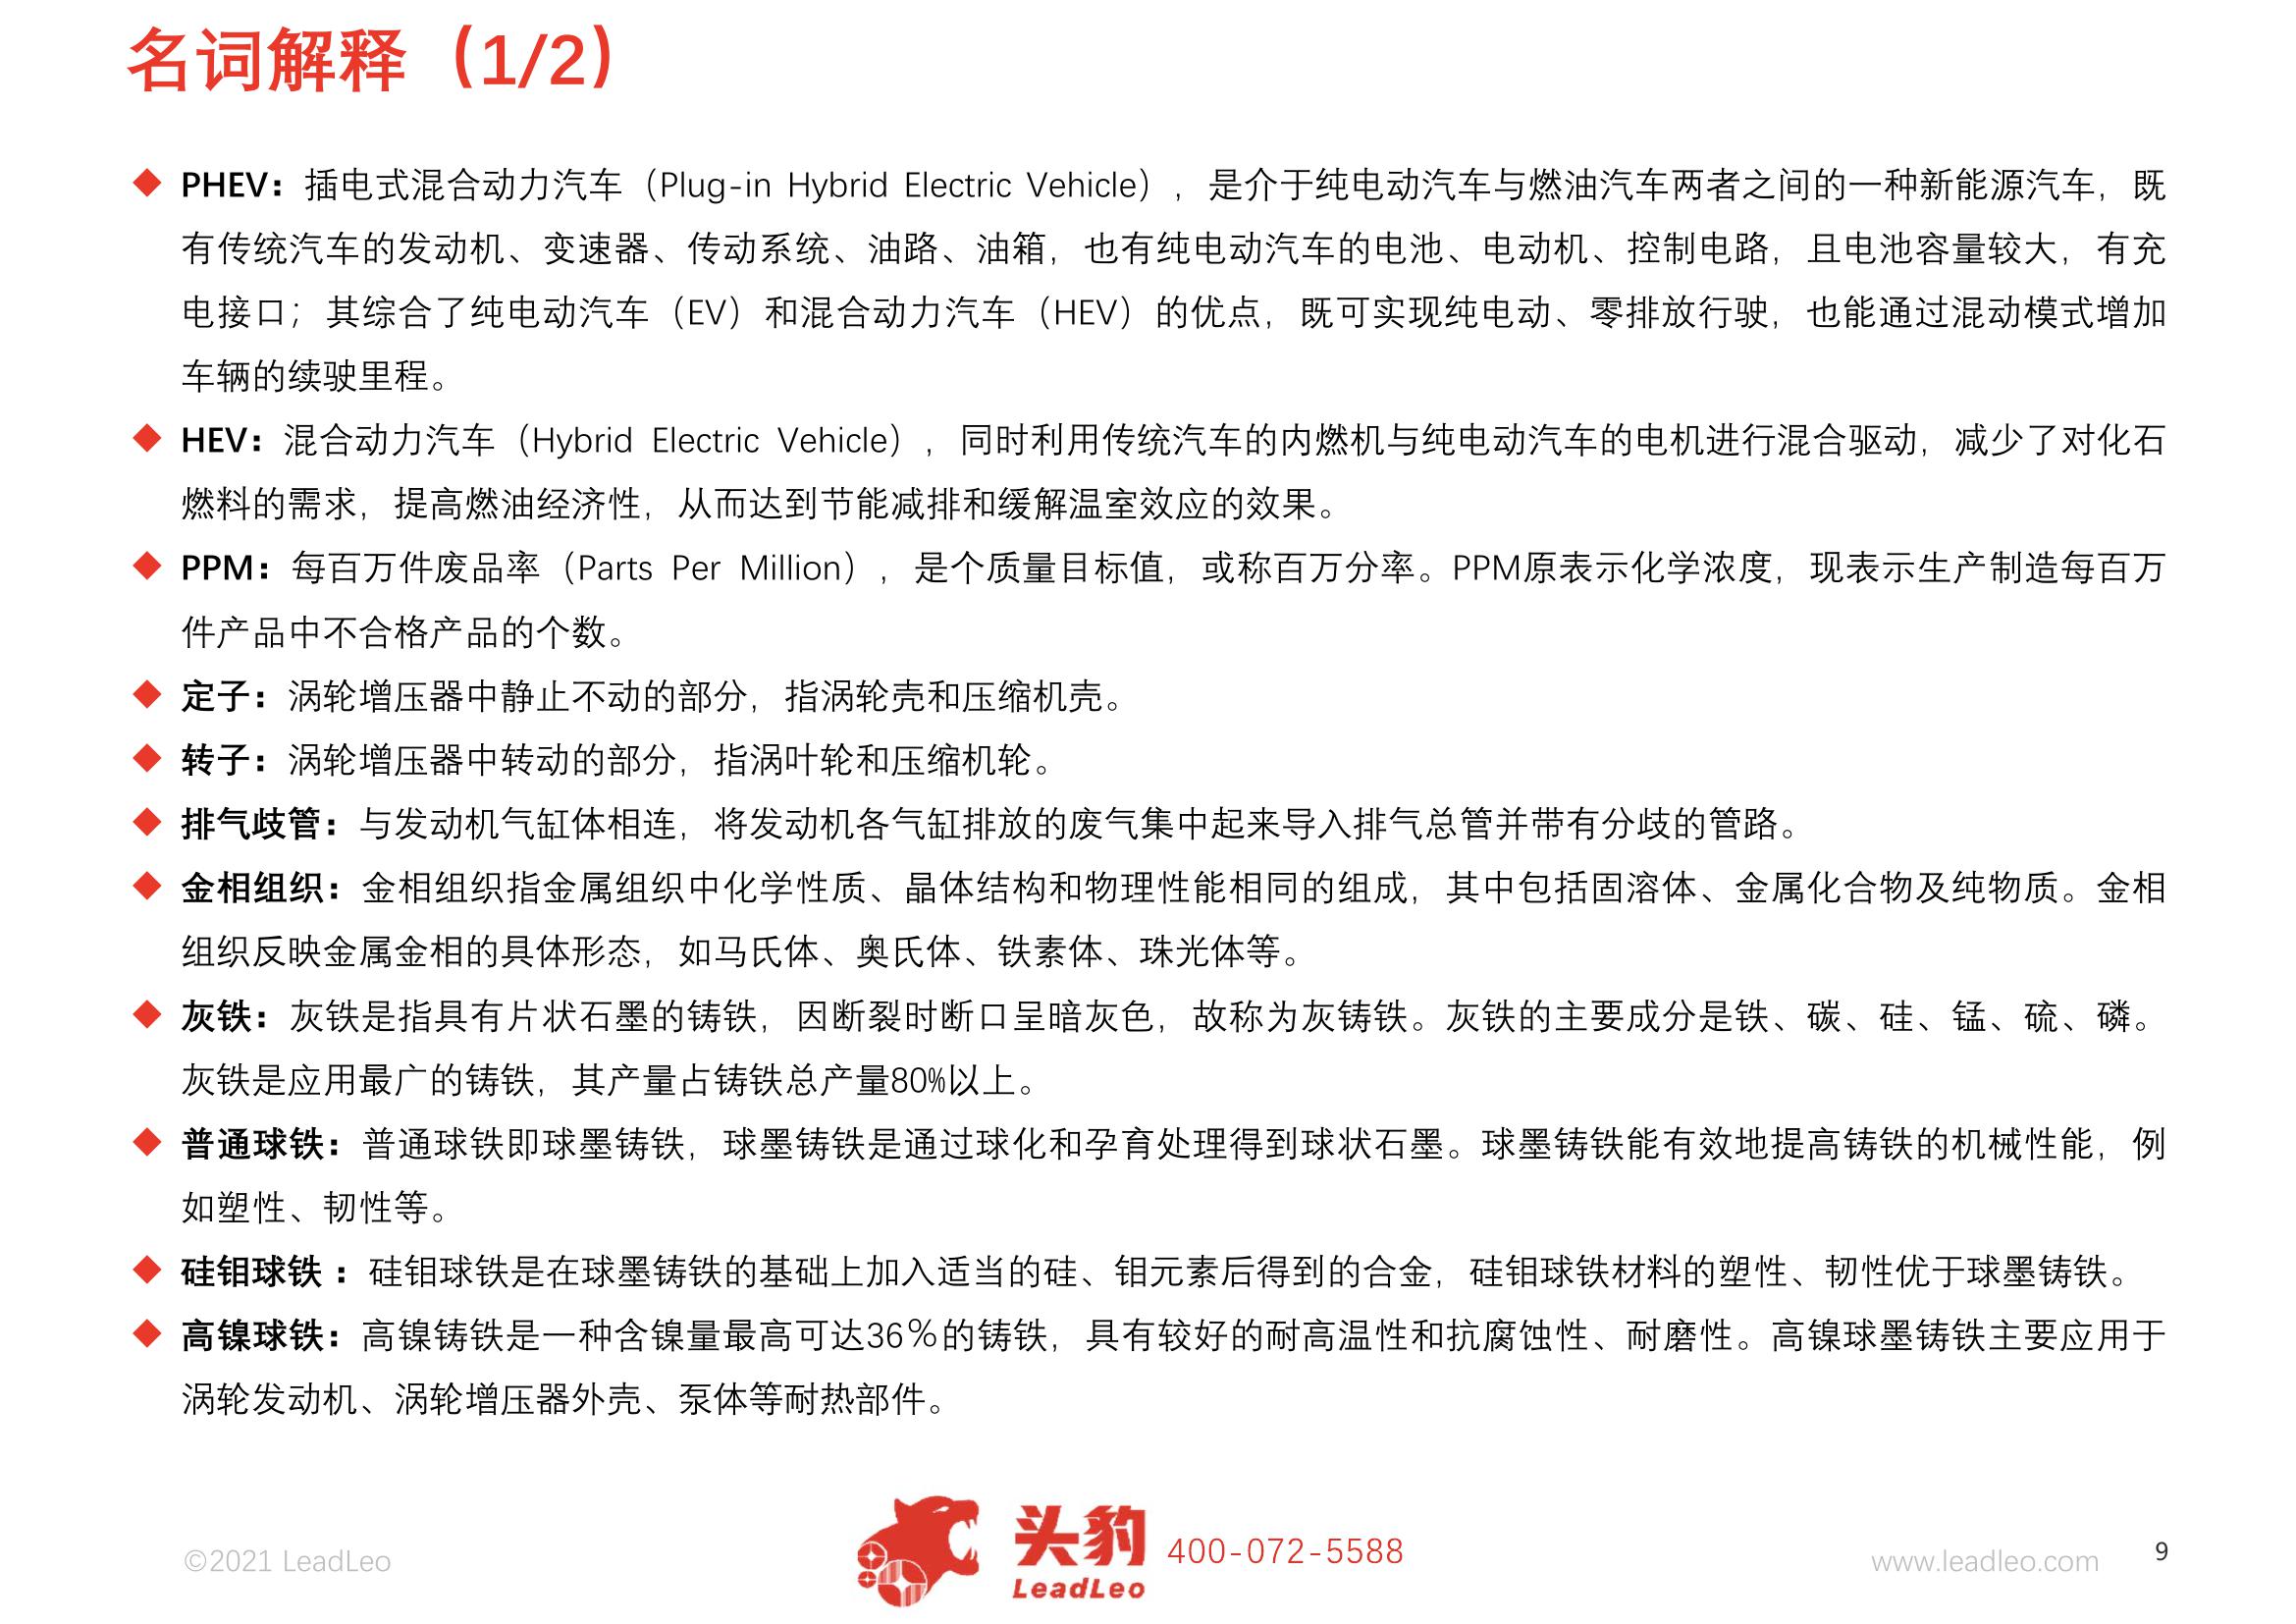 名词解释（1/2）
◆ PHEV：插电式混合动力汽车（Plug-in Hybrid Electric Vehicle），是介于纯电动汽车与燃油汽车两者之间的一种新能源汽车，既
有传统汽车的发动机、变速器、传动系统、油路、油箱，也有纯电动汽车的电池、电动机、控制电路，且电池容量较大，有充
电接口；其综合了纯电动汽车（EV）和混合动力汽车（HEV）的优点，既可实现纯电动、零排放行驶，也能通过混动模式增加
车辆的续驶里程。
◆ HEV：混合动力汽车（Hybrid Electric Vehicle），同时利用传统汽车的内燃机与纯电动汽车的电机进行混合驱动，减少了对化石
燃料的需求，提高燃油经济性，从而达到节能减排和缓解温室效应的效果。
◆ PPM：每百万件废品率（Parts Per Million），是个质量目标值，或称百万分率。PPM原表示化学浓度，现表示生产制造每百万
件产品中不合格产品的个数。
◆ 定子：涡轮增压器中静止不动的部分，指涡轮壳和压缩机壳。
◆ 转子：涡轮增压器中转动的部分，指涡叶轮和压缩机轮。
◆ 排气歧管：与发动机气缸体相连，将发动机各气缸排放的废气集中起来导入排气总管并带有分歧的管路。
◆ 金相组织：金相组织指金属组织中化学性质、晶体结构和物理性能相同的组成，其中包括固溶体、金属化合物及纯物质。金相
组织反映金属金相的具体形态，如马氏体、奥氏体、铁素体、珠光体等。
◆ 灰铁：灰铁是指具有片状石墨的铸铁，因断裂时断口呈暗灰色，故称为灰铸铁。灰铁的主要成分是铁、碳、硅、锰、硫、磷。
灰铁是应用最广的铸铁，其产量占铸铁总产量80%以上。
◆ 普通球铁：普通球铁即球墨铸铁，球墨铸铁是通过球化和孕育处理得到球状石墨。球墨铸铁能有效地提高铸铁的机械性能，例
如塑性、韧性等。
◆ 硅钼球铁 ：硅钼球铁是在球墨铸铁的基础上加入适当的硅、钼元素后得到的合金，硅钼球铁材料的塑性、韧性优于球墨铸铁。
◆ 高镍球铁：高镍铸铁是一种含镍量最高可达36％的铸铁，具有较好的耐高温性和抗腐蚀性、耐磨性。高镍球墨铸铁主要应用于
涡轮发动机、涡轮增压器外壳、泵体等耐热部件。
©2021 LeadLeo
头豹
LeadLeo
400-072-5588
www.leadleo.com
9